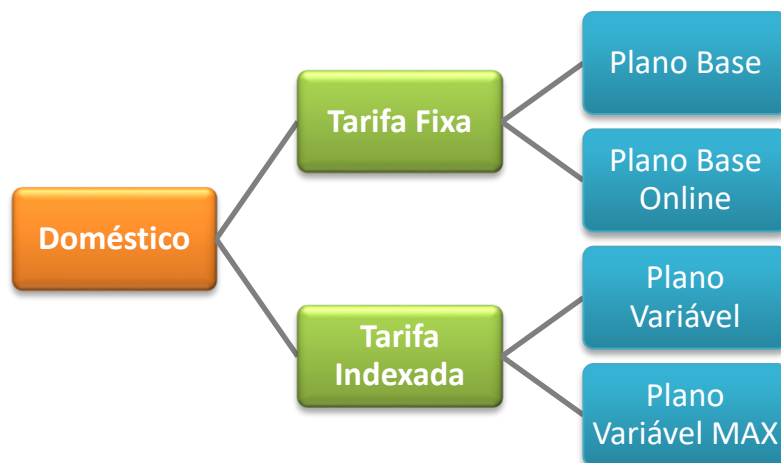 Doméstico
Tarifa Fixa
Plano Base
Plano Base
Online
Tarifa
Indexada
Plano
Variável
Plano
Variável MAX